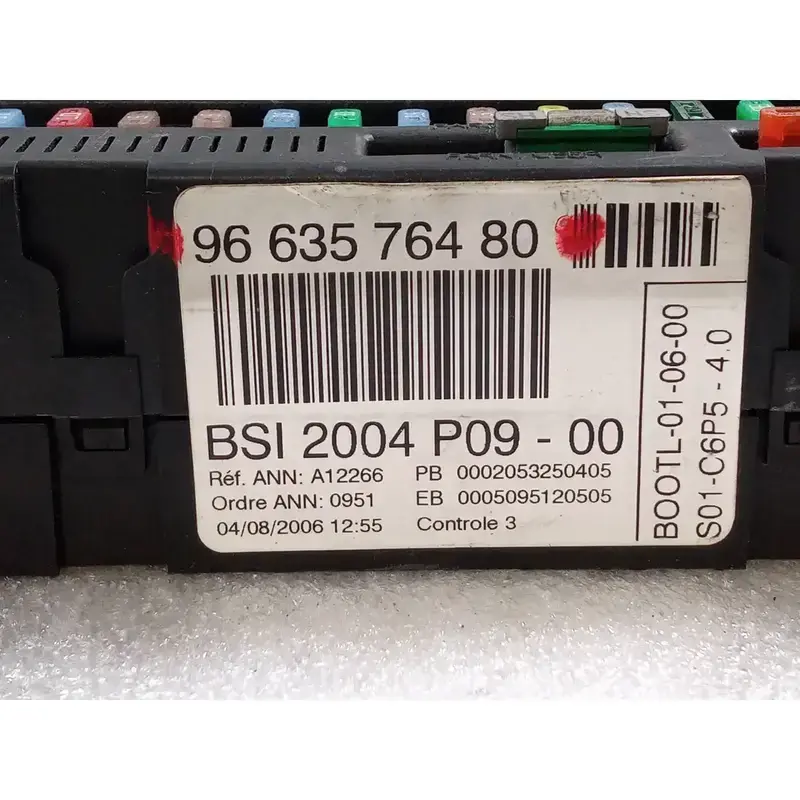 96 635 764 80
BSI 2004 P09 - 00
Réf. ANN: A12266 PB 0002053250405
Ordre ANN: 0951 EB 0005095120505
04/08/2006 12:55 Controle 3
BOOTL-01-06-00
S01-C6P5 - 4.0